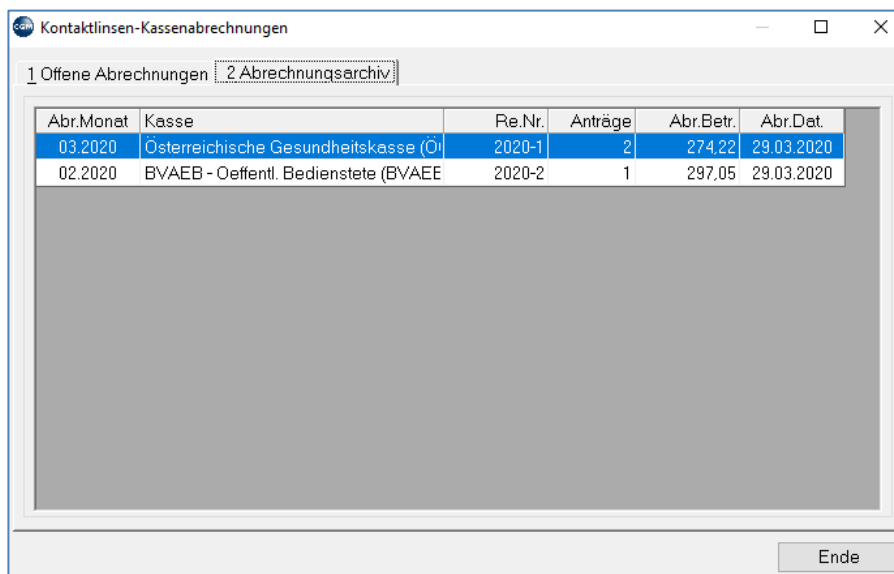 CGM Kontaktlinsen-Kassenabrechnungen
1 Offene Abrechnungen 2 Abrechnungsarchiv
Abr.Monat Kasse Re.Nr. Anträge Abr.Betr. Abr.Dat.
03.2020 Österreichische Gesundheitskasse 2020-1 2 274,22 29.03.2020
02.2020 BVAEB - Oeffentl. Bedienstete 2020-2 1 297,05 29.03.2020
Ende